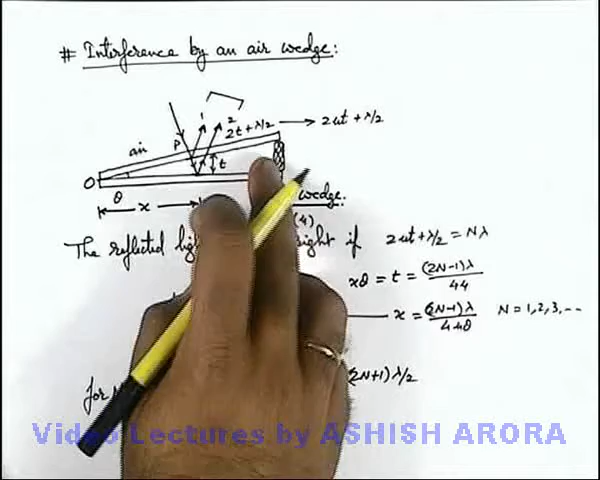 # Interference by an air wedge:
1
2
P
2t + λ/2 → 2μt + λ/2
air
t
O
θ
x
wedge.
(4)
The reflected ... if 2μt + λ/2 = Nλ
xθ = t = (2N-1)λ / 4μ
x = (2N-1)λ / 4μθ N = 1,2,3,--
for
(2N+1) λ/2
Video Lectures by ASHISH ARORA